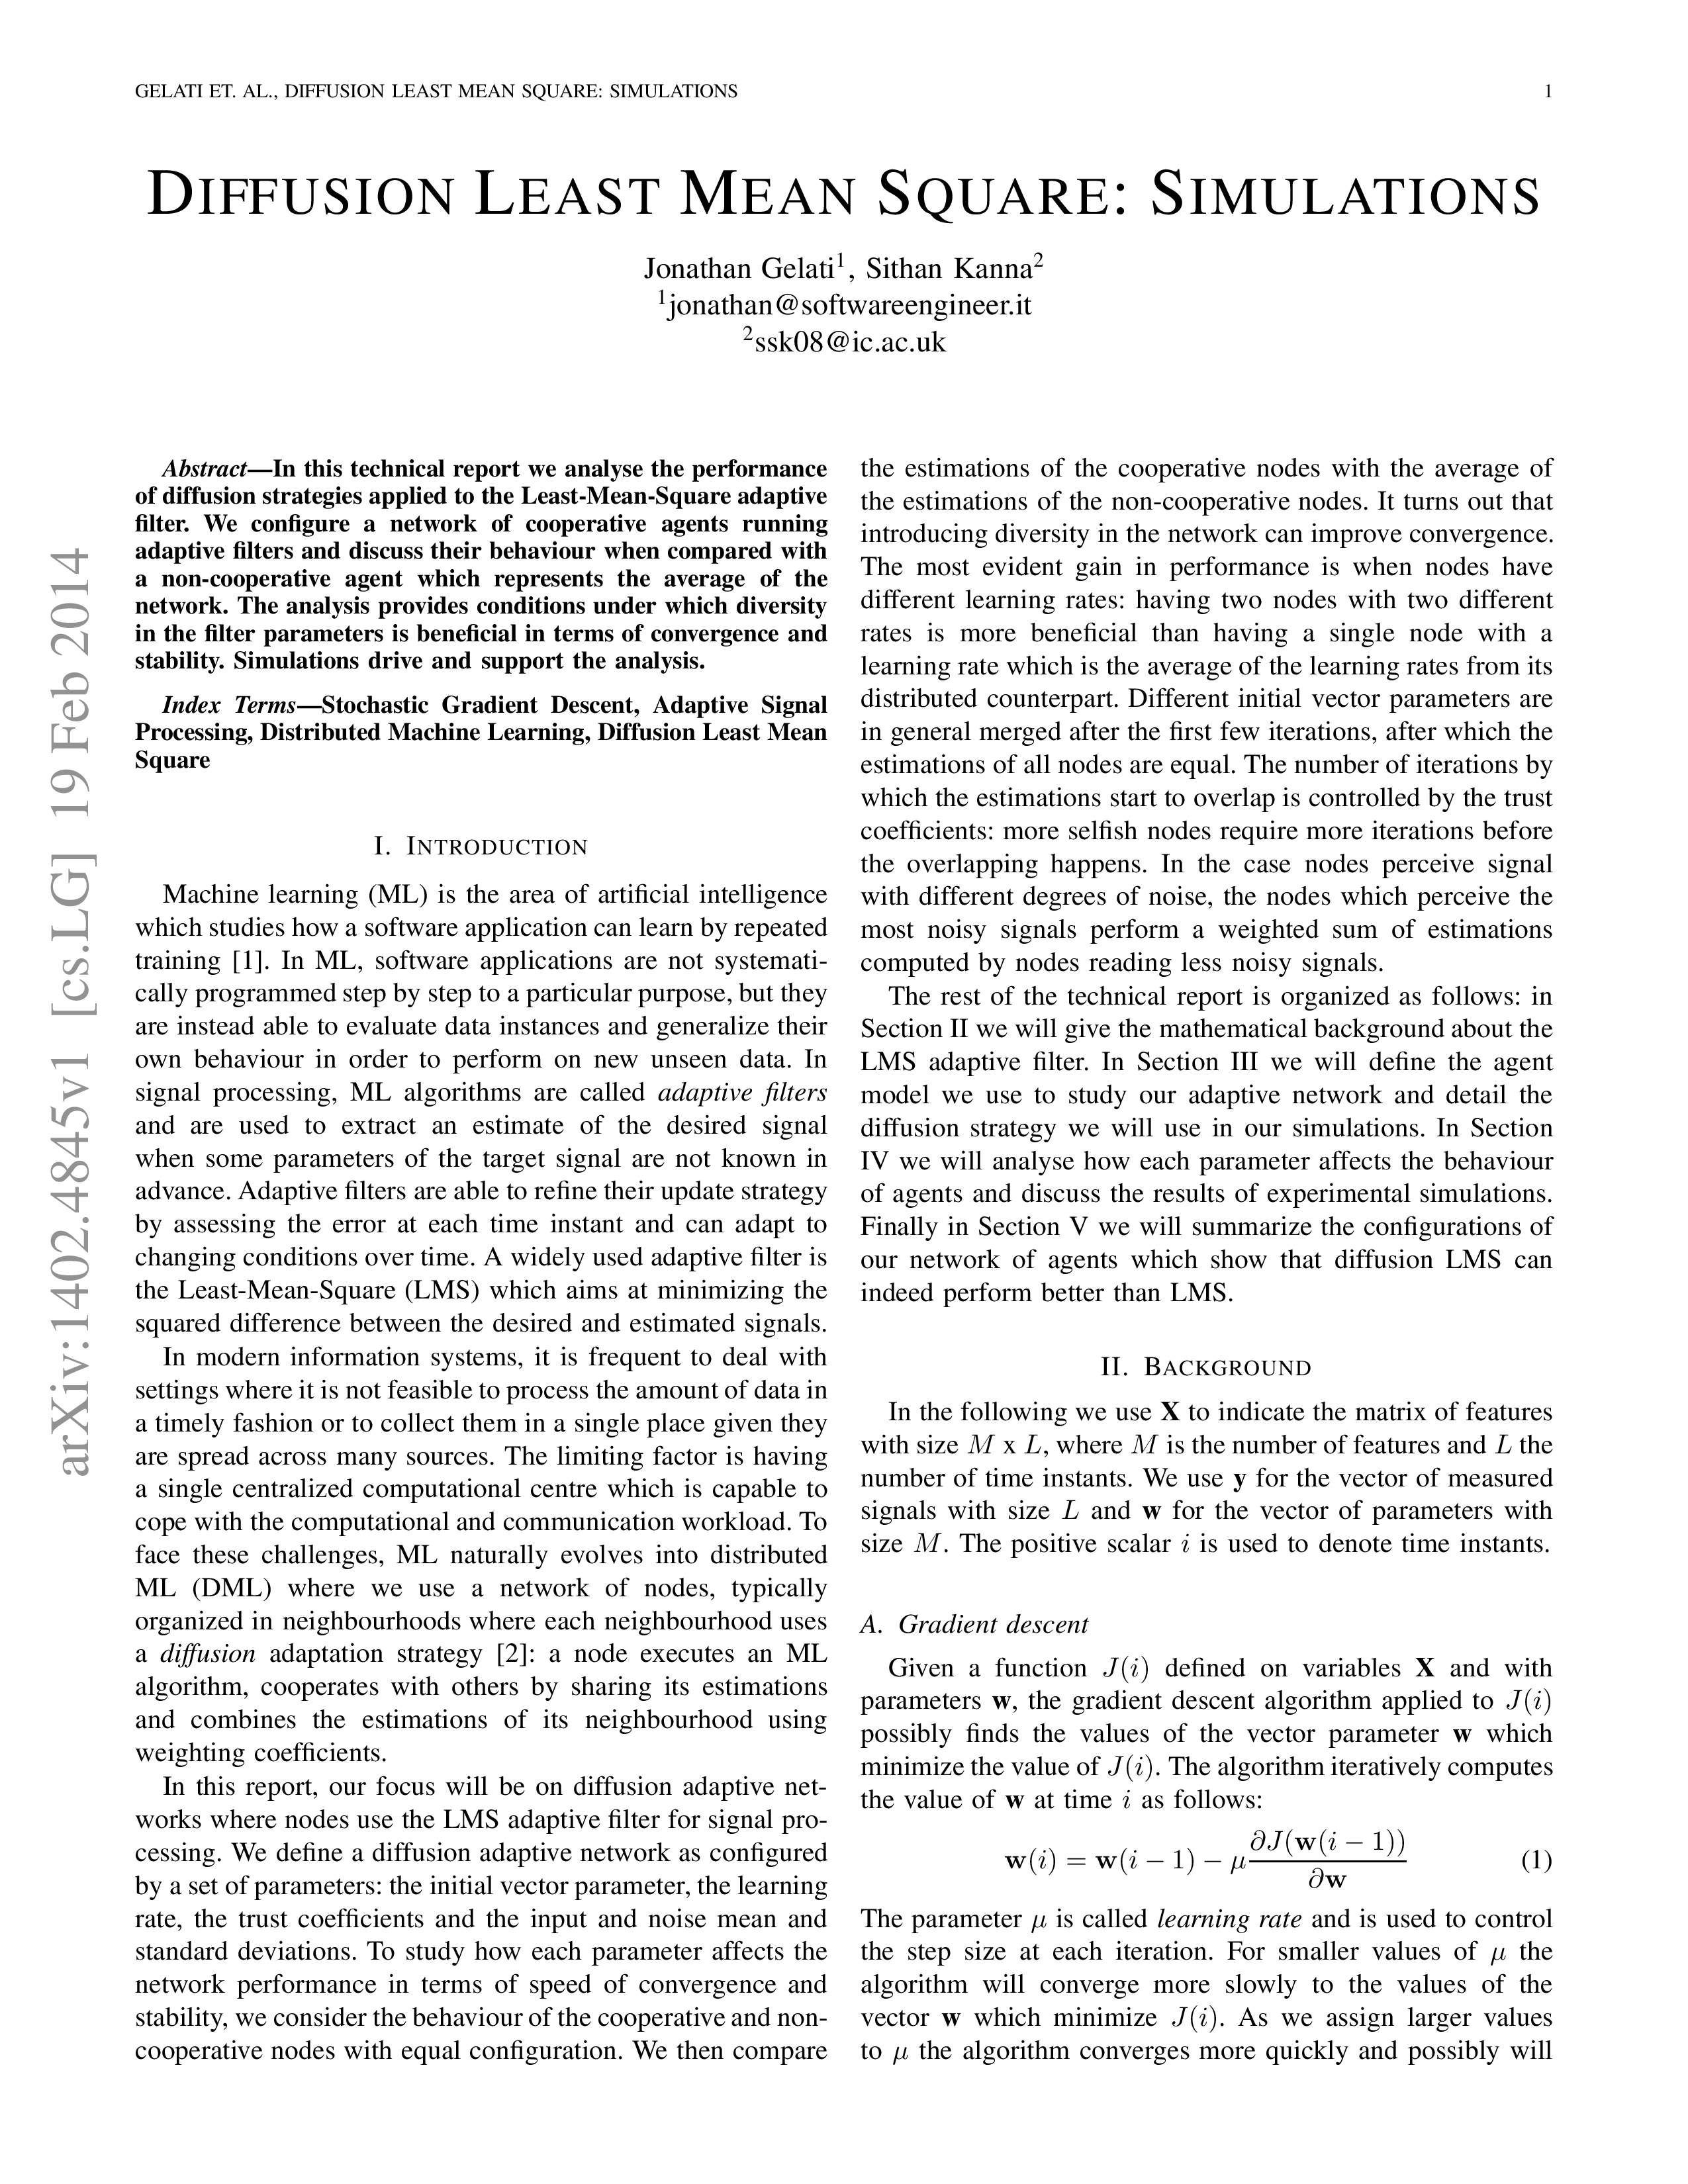 GELATI ET. AL., DIFFUSION LEAST MEAN SQUARE: SIMULATIONS 1
DIFFUSION LEAST MEAN SQUARE: SIMULATIONS
Jonathan Gelati¹, Sithan Kanna²
¹jonathan@softwareengineer.it
²ssk08@ic.ac.uk
arXiv:1402.4845v1 [cs.LG] 19 Feb 2014
Abstract—In this technical report we analyse the performance
of diffusion strategies applied to the Least-Mean-Square adaptive
filter. We configure a network of cooperative agents running
adaptive filters and discuss their behaviour when compared with
a non-cooperative agent which represents the average of the
network. The analysis provides conditions under which diversity
in the filter parameters is beneficial in terms of convergence and
stability. Simulations drive and support the analysis.
Index Terms—Stochastic Gradient Descent, Adaptive Signal
Processing, Distributed Machine Learning, Diffusion Least Mean
Square
I. INTRODUCTION
Machine learning (ML) is the area of artificial intelligence
which studies how a software application can learn by repeated
training [1]. In ML, software applications are not systemati-
cally programmed step by step to a particular purpose, but they
are instead able to evaluate data instances and generalize their
own behaviour in order to perform on new unseen data. In
signal processing, ML algorithms are called adaptive filters
and are used to extract an estimate of the desired signal
when some parameters of the target signal are not known in
advance. Adaptive filters are able to refine their update strategy
by assessing the error at each time instant and can adapt to
changing conditions over time. A widely used adaptive filter is
the Least-Mean-Square (LMS) which aims at minimizing the
squared difference between the desired and estimated signals.
In modern information systems, it is frequent to deal with
settings where it is not feasible to process the amount of data in
a timely fashion or to collect them in a single place given they
are spread across many sources. The limiting factor is having
a single centralized computational centre which is capable to
cope with the computational and communication workload. To
face these challenges, ML naturally evolves into distributed
ML (DML) where we use a network of nodes, typically
organized in neighbourhoods where each neighbourhood uses
a diffusion adaptation strategy [2]: a node executes an ML
algorithm, cooperates with others by sharing its estimations
and combines the estimations of its neighbourhood using
weighting coefficients.
In this report, our focus will be on diffusion adaptive net-
works where nodes use the LMS adaptive filter for signal pro-
cessing. We define a diffusion adaptive network as configured
by a set of parameters: the initial vector parameter, the learning
rate, the trust coefficients and the input and noise mean and
standard deviations. To study how each parameter affects the
network performance in terms of speed of convergence and
stability, we consider the behaviour of the cooperative and non-
cooperative nodes with equal configuration. We then compare
the estimations of the cooperative nodes with the average of
the estimations of the non-cooperative nodes. It turns out that
introducing diversity in the network can improve convergence.
The most evident gain in performance is when nodes have
different learning rates: having two nodes with two different
rates is more beneficial than having a single node with a
learning rate which is the average of the learning rates from its
distributed counterpart. Different initial vector parameters are
in general merged after the first few iterations, after which the
estimations of all nodes are equal. The number of iterations by
which the estimations start to overlap is controlled by the trust
coefficients: more selfish nodes require more iterations before
the overlapping happens. In the case nodes perceive signal
with different degrees of noise, the nodes which perceive the
most noisy signals perform a weighted sum of estimations
computed by nodes reading less noisy signals.
The rest of the technical report is organized as follows: in
Section II we will give the mathematical background about the
LMS adaptive filter. In Section III we will define the agent
model we use to study our adaptive network and detail the
diffusion strategy we will use in our simulations. In Section
IV we will analyse how each parameter affects the behaviour
of agents and discuss the results of experimental simulations.
Finally in Section V we will summarize the configurations of
our network of agents which show that diffusion LMS can
indeed perform better than LMS.
II. BACKGROUND
In the following we use X to indicate the matrix of features
with size M x L, where M is the number of features and L the
number of time instants. We use y for the vector of measured
signals with size L and w for the vector of parameters with
size M. The positive scalar i is used to denote time instants.
A. Gradient descent
Given a function J(i) defined on variables X and with
parameters w, the gradient descent algorithm applied to J(i)
possibly finds the values of the vector parameter w which
minimize the value of J(i). The algorithm iteratively computes
the value of w at time i as follows:
w(i) = w(i − 1) − μ ∂J(w(i − 1))/∂w (1)
The parameter μ is called learning rate and is used to control
the step size at each iteration. For smaller values of μ the
algorithm will converge more slowly to the values of the
vector w which minimize J(i). As we assign larger values
to μ the algorithm converges more quickly and possibly will